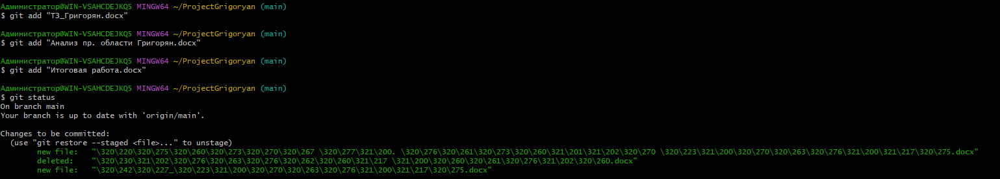 Администратор@WIN-VSAHCDEJKQ5 MINGW64 ~/ProjectGrigoryan (main)
$ git add "ТЗ_Григорян.docx"
Администратор@WIN-VSAHCDEJKQ5 MINGW64 ~/ProjectGrigoryan (main)
$ git add "Анализ пр. области Григорян.docx"
Администратор@WIN-VSAHCDEJKQ5 MINGW64 ~/ProjectGrigoryan (main)
$ git add "Итоговая работа.docx"
Администратор@WIN-VSAHCDEJKQ5 MINGW64 ~/ProjectGrigoryan (main)
$ git status
On branch main
Your branch is up to date with 'origin/main'.
Changes to be committed:
(use "git restore --staged <file>..." to unstage)
new file: "\320\220\320\275\320\260\320\273\320\270\320\267 \320\277\321\200. \320\276\320\261\320\273\320\260\321\201\321\202\320\270 \320\223\321\200\320\270\320\263\320\276\321\200\321\217\320\275.docx"
deleted: "\320\230\321\202\320\276\320\263\320\276\320\262\320\260\321\217 \321\200\320\260\320\261\320\276\321\202\320\260.docx"
new file: "\320\242\320\227_\320\223\321\200\320\270\320\263\320\276\321\200\321\217\320\275.docx"